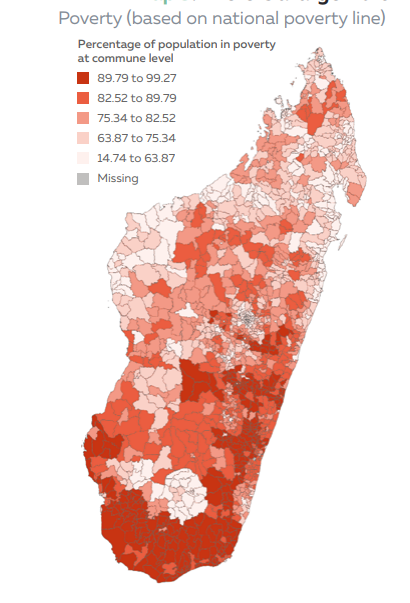 Poverty (based on national poverty line)
Percentage of population in poverty
at commune level
89.79 to 99.27
82.52 to 89.79
75.34 to 82.52
63.87 to 75.34
14.74 to 63.87
Missing